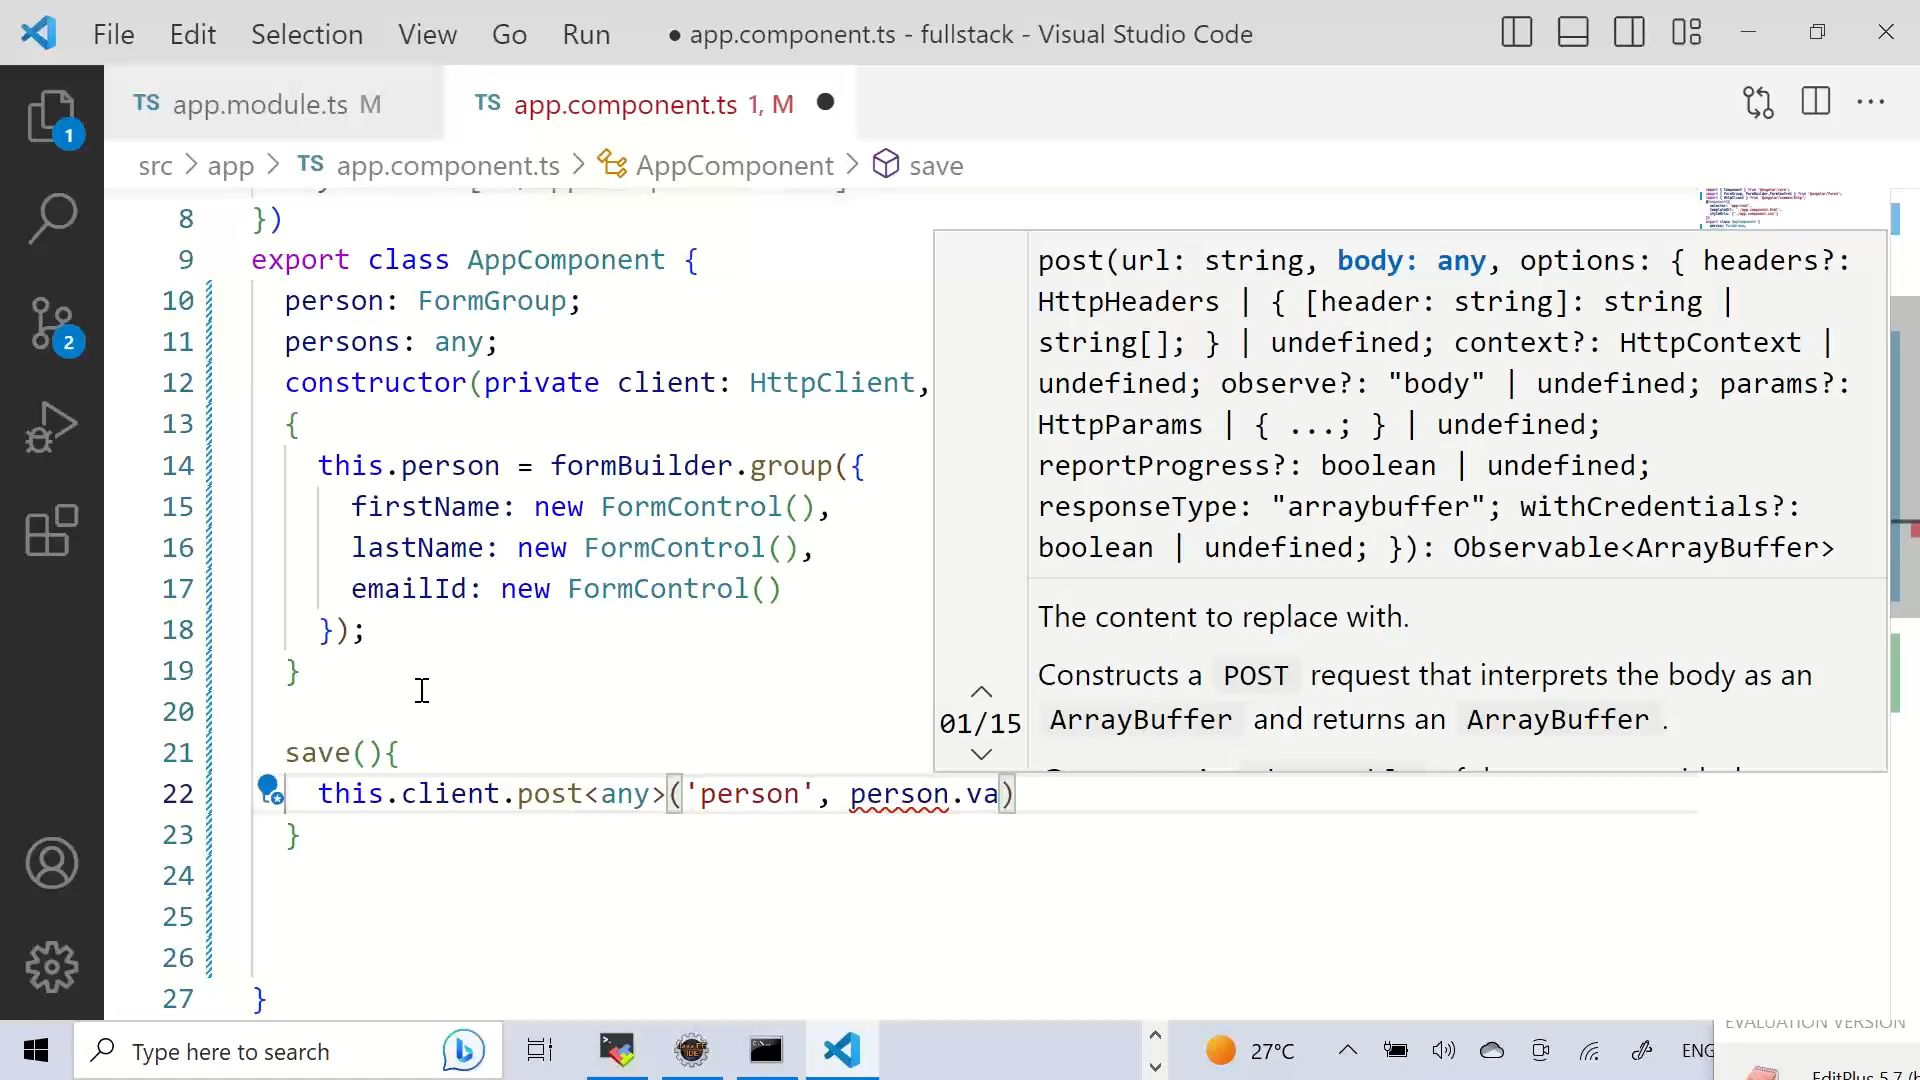 File Edit Selection View Go Run ● app.component.ts - fullstack - Visual Studio Code
TS app.module.ts M TS app.component.ts 1, M ●
src > app > TS app.component.ts > AppComponent > save
8 })
9 export class AppComponent {
10 person: FormGroup;
11 persons: any;
12 constructor(private client: HttpClient,
13 {
14 this.person = formBuilder.group({
15 firstName: new FormControl(),
16 lastName: new FormControl(),
17 emailId: new FormControl()
18 });
19 }
20
21 save(){
22 this.client.post<any>('person', person.va)
23 }
24
25
26
27 }
post(url: string, body: any, options: { headers?:
HttpHeaders | { [header: string]: string |
string[]; } | undefined; context?: HttpContext |
undefined; observe?: "body" | undefined; params?:
HttpParams | { ...; } | undefined;
reportProgress?: boolean | undefined;
responseType: "arraybuffer"; withCredentials?:
boolean | undefined; }): Observable<ArrayBuffer>
The content to replace with.
Constructs a POST request that interprets the body as an
ArrayBuffer and returns an ArrayBuffer.
01/15
1
2
Type here to search
27°C
ENG
EVALUATION VERSION
EditPlus 5.7